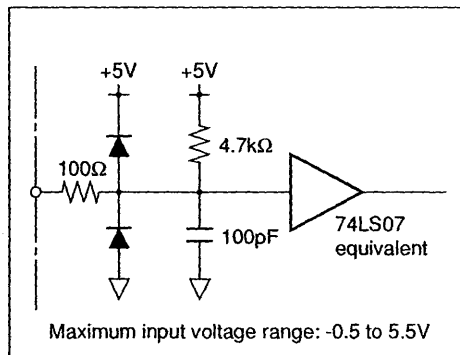 +5V +5V
4.7kΩ
100Ω
100pF
74LS07
equivalent
Maximum input voltage range: -0.5 to 5.5V